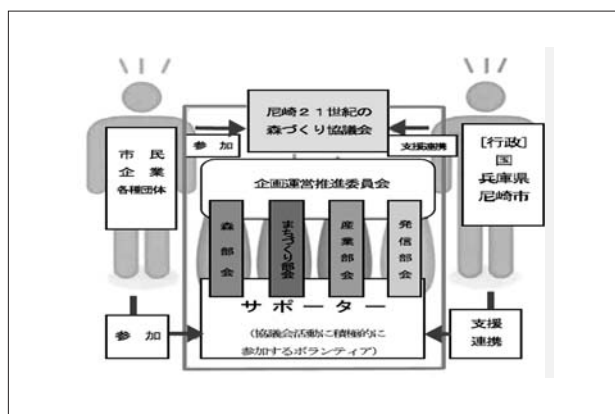 尼崎21世紀の
森づくり協議会
参加
支援連携
市民
企業
各種団体
[行政]
国
兵庫県
尼崎市
企画運営推進委員会
森部会
まちづくり部会
産業部会
発信部会
サポーター
(協議会活動に積極的に
参加するボランティア)
参加
支援
連携